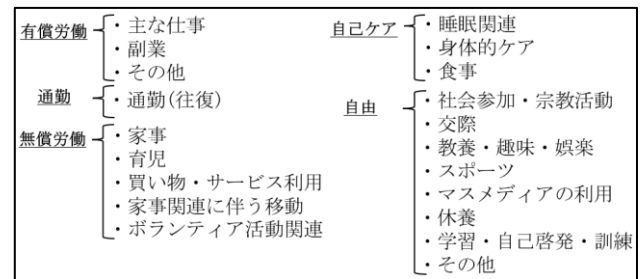 有償労働
・主な仕事
・副業
・その他
通勤
・通勤(往復)
無償労働
・家事
・育児
・買い物・サービス利用
・家事関連に伴う移動
・ボランティア活動関連
自己ケア
・睡眠関連
・身体的ケア
・食事
自由
・社会参加・宗教活動
・交際
・教養・趣味・娯楽
・スポーツ
・マスメディアの利用
・休養
・学習・自己啓発・訓練
・その他